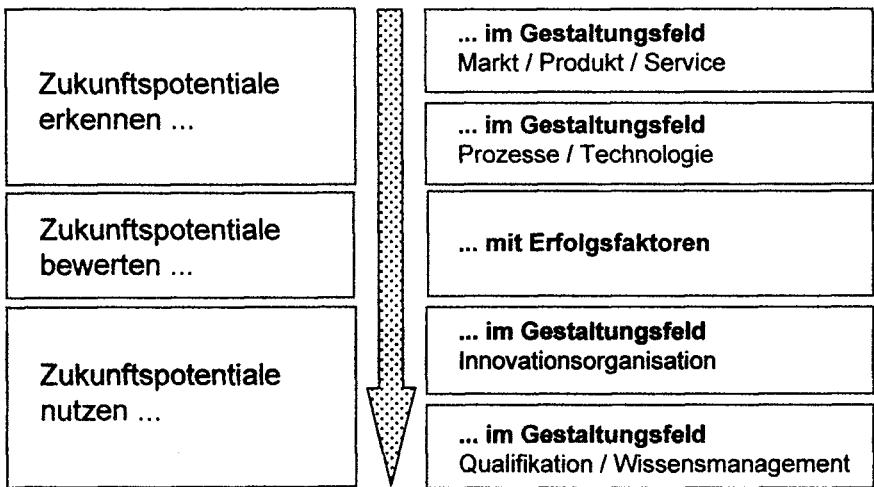 Zukunftspotentiale
erkennen ...
... im Gestaltungsfeld
Markt / Produkt / Service
... im Gestaltungsfeld
Prozesse / Technologie
Zukunftspotentiale
bewerten ...
... mit Erfolgsfaktoren
Zukunftspotentiale
nutzen ...
... im Gestaltungsfeld
Innovationsorganisation
... im Gestaltungsfeld
Qualifikation / Wissensmanagement